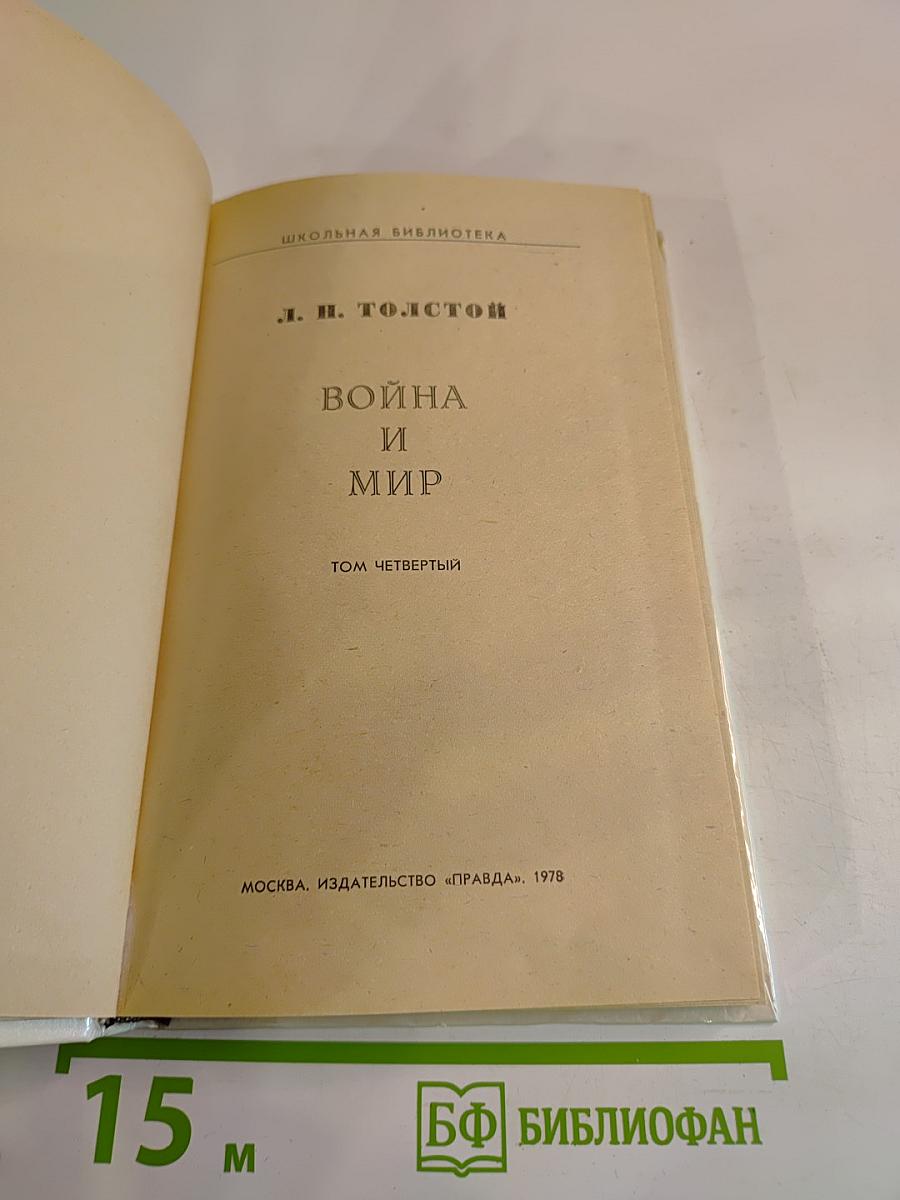 ШКОЛЬНАЯ БИБЛИОТЕКА
Л. Н. ТОЛСТОЙ
ВОЙНА
И
МИР
ТОМ ЧЕТВЕРТЫЙ
МОСКВА. ИЗДАТЕЛЬСТВО «ПРАВДА». 1978
15 м
БФ БИБЛИОФАН